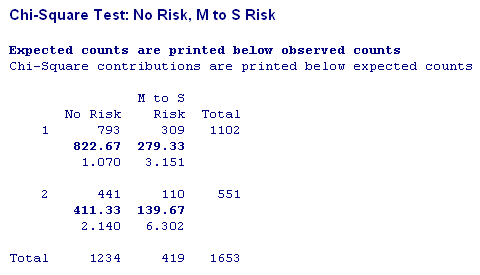 Chi-Square Test: No Risk, M to S Risk
Expected counts are printed below observed counts
Chi-Square contributions are printed below expected counts
M to S
No Risk Risk Total
1 793 309 1102
822.67 279.33
1.070 3.151
2 441 110 551
411.33 139.67
2.140 6.302
Total 1234 419 1653